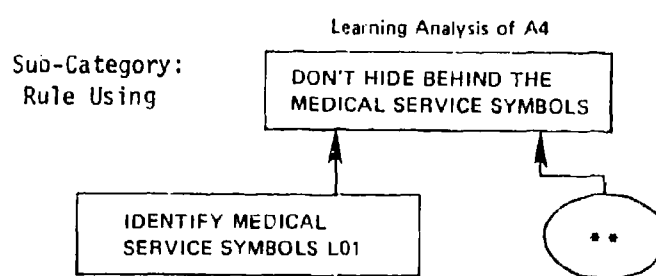 Learning Analysis of A4
Sub-Category:
Rule Using
DON'T HIDE BEHIND THE
MEDICAL SERVICE SYMBOLS
IDENTIFY MEDICAL
SERVICE SYMBOLS L01
**